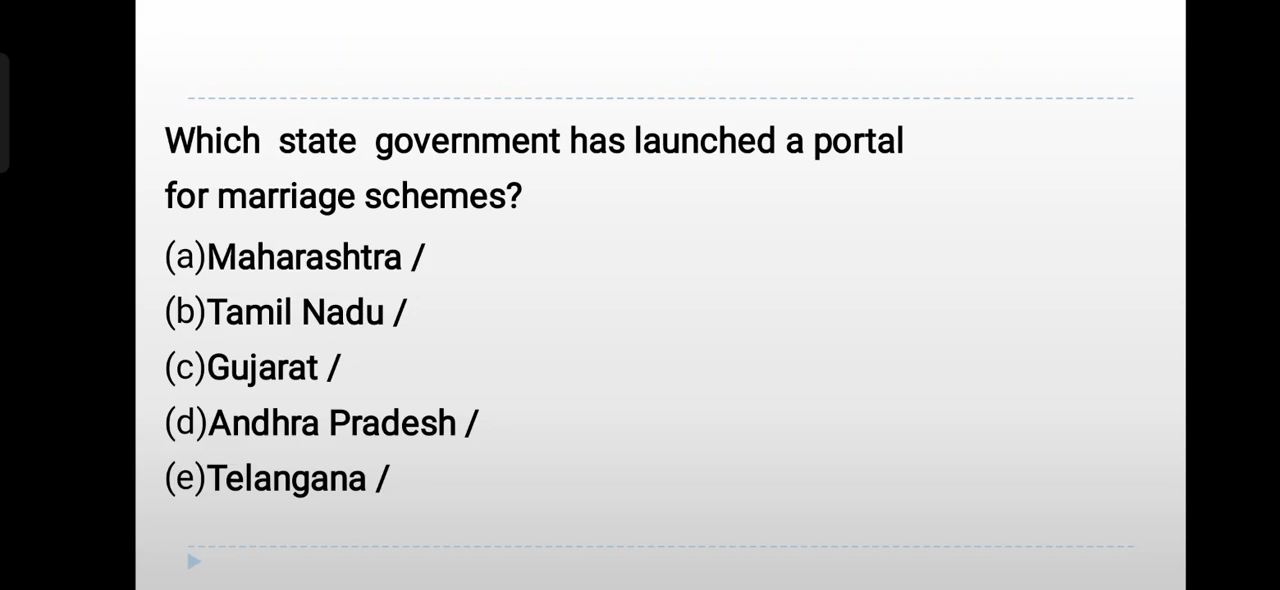 Which state government has launched a portal
for marriage schemes?
(a)Maharashtra /
(b)Tamil Nadu /
(c)Gujarat /
(d)Andhra Pradesh /
(e)Telangana /